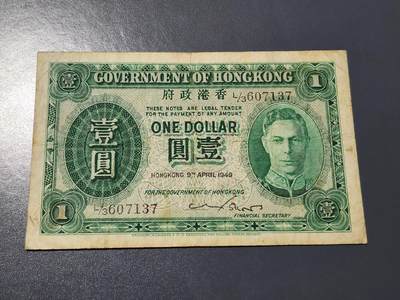 壹 GOVERNMENT OF HONGKONG 1
府政港香 L/3 607137
THESE NOTES ARE LEGAL TENDER
FOR THE PAYMENT OF ANY AMOUNT
ONE DOLLAR
壹圓
圓壹
HONGKONG 9TH APRIL 1949
FOR THE GOVERNMENT OF HONGKONG
L/3 607137
FINANCIAL SECRETARY
1 壹